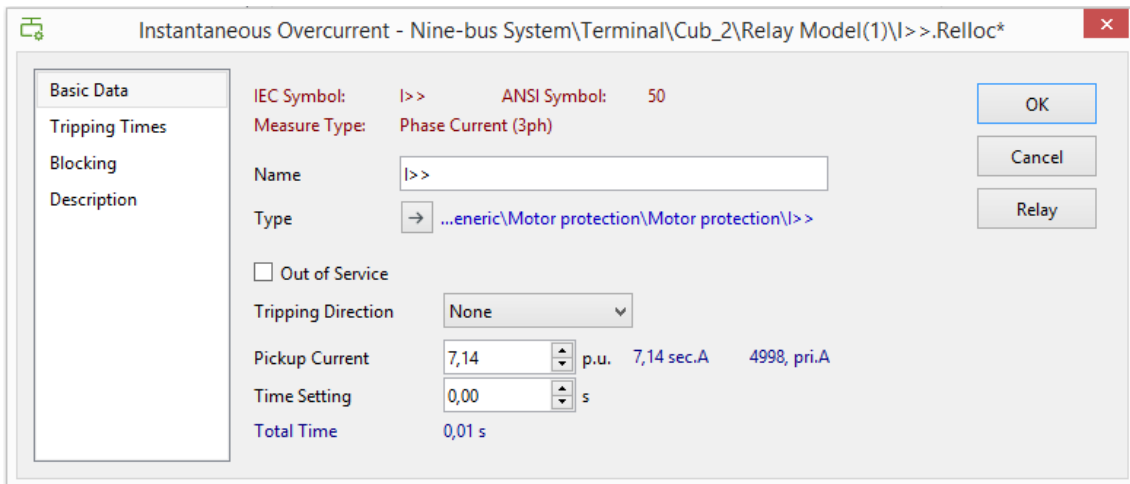 Instantaneous Overcurrent - Nine-bus System\Terminal\Cub_2\Relay Model(1)\I>>.Relloc*
Basic Data
Tripping Times
Blocking
Description
IEC Symbol: I>> ANSI Symbol: 50
Measure Type: Phase Current (3ph)
Name I>>
Type ...eneric\Motor protection\Motor protection\I>>
Out of Service
Tripping Direction None
Pickup Current 7,14 p.u. 7,14 sec.A 4998, pri.A
Time Setting 0,00 s
Total Time 0,01 s
OK
Cancel
Relay